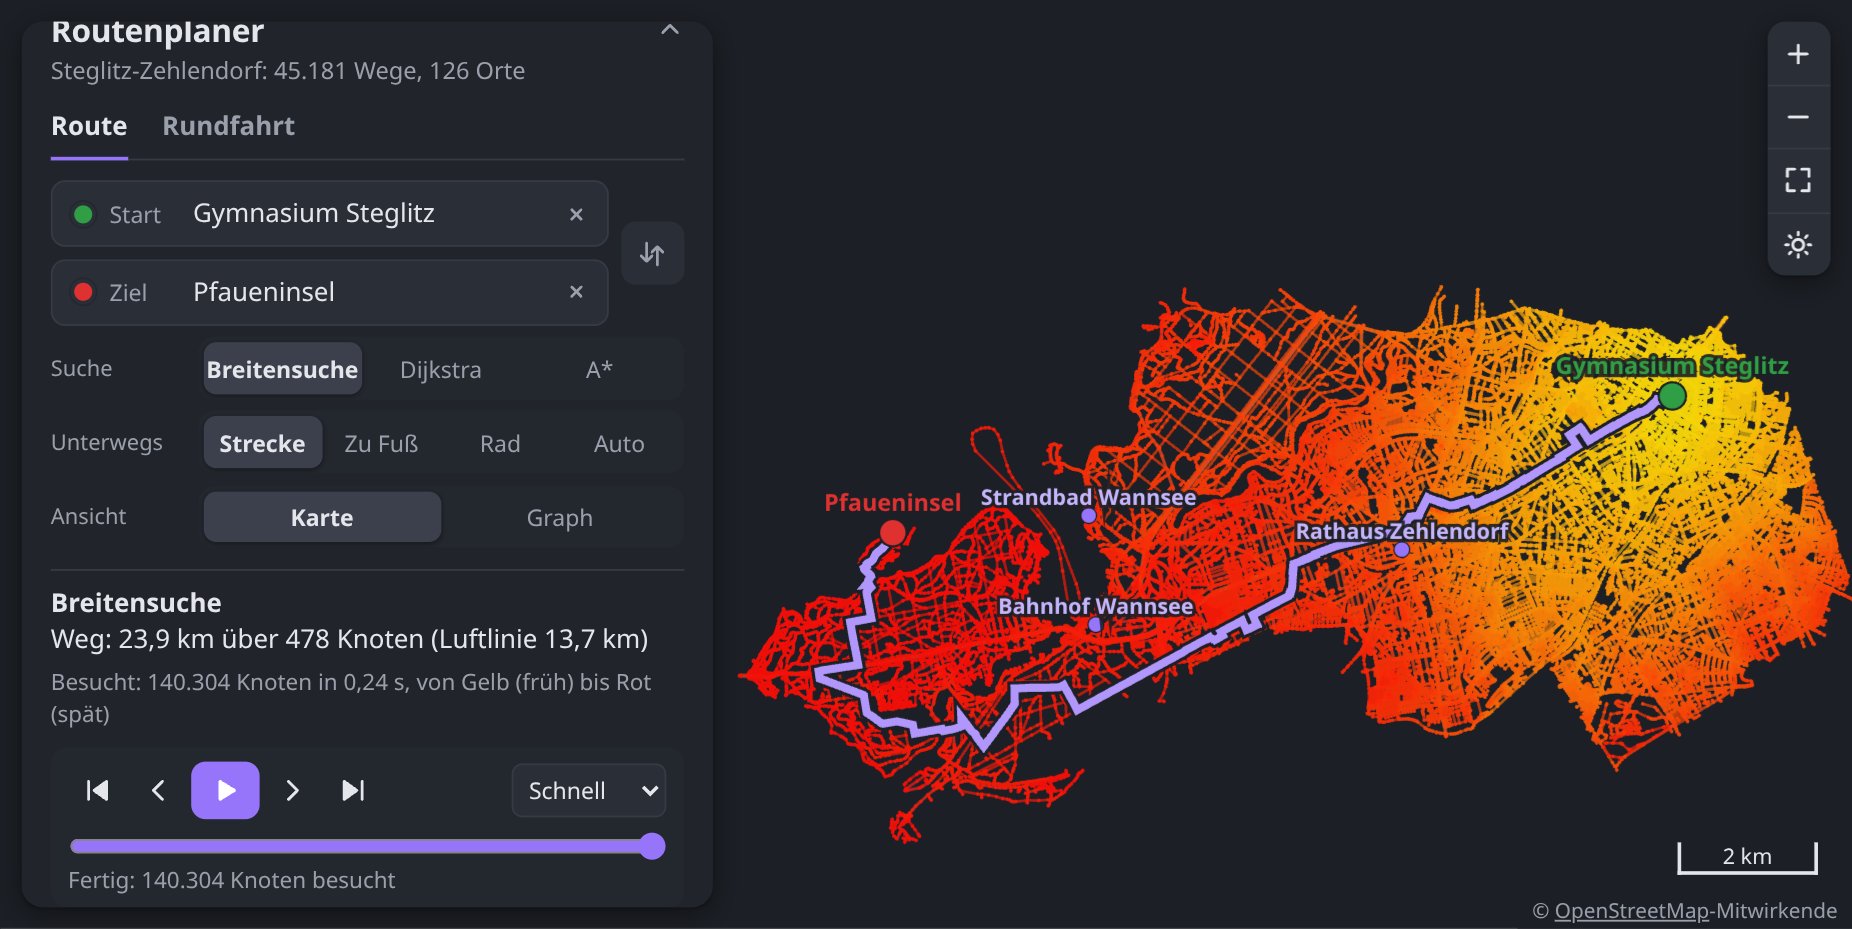 Routenplaner
Steglitz-Zehlendorf: 45.181 Wege, 126 Orte
Route Rundfahrt
Start Gymnasium Steglitz ×
Ziel Pfaueninsel ×
Suche Breitensuche Dijkstra A*
Unterwegs Strecke Zu Fuß Rad Auto
Ansicht Karte Graph
Breitensuche
Weg: 23,9 km über 478 Knoten (Luftlinie 13,7 km)
Besucht: 140.304 Knoten in 0,24 s, von Gelb (früh) bis Rot
(spät)
Schnell
Fertig: 140.304 Knoten besucht
Gymnasium Steglitz
Pfaueninsel
Strandbad Wannsee
Rathaus Zehlendorf
Bahnhof Wannsee
2 km
© OpenStreetMap-Mitwirkende